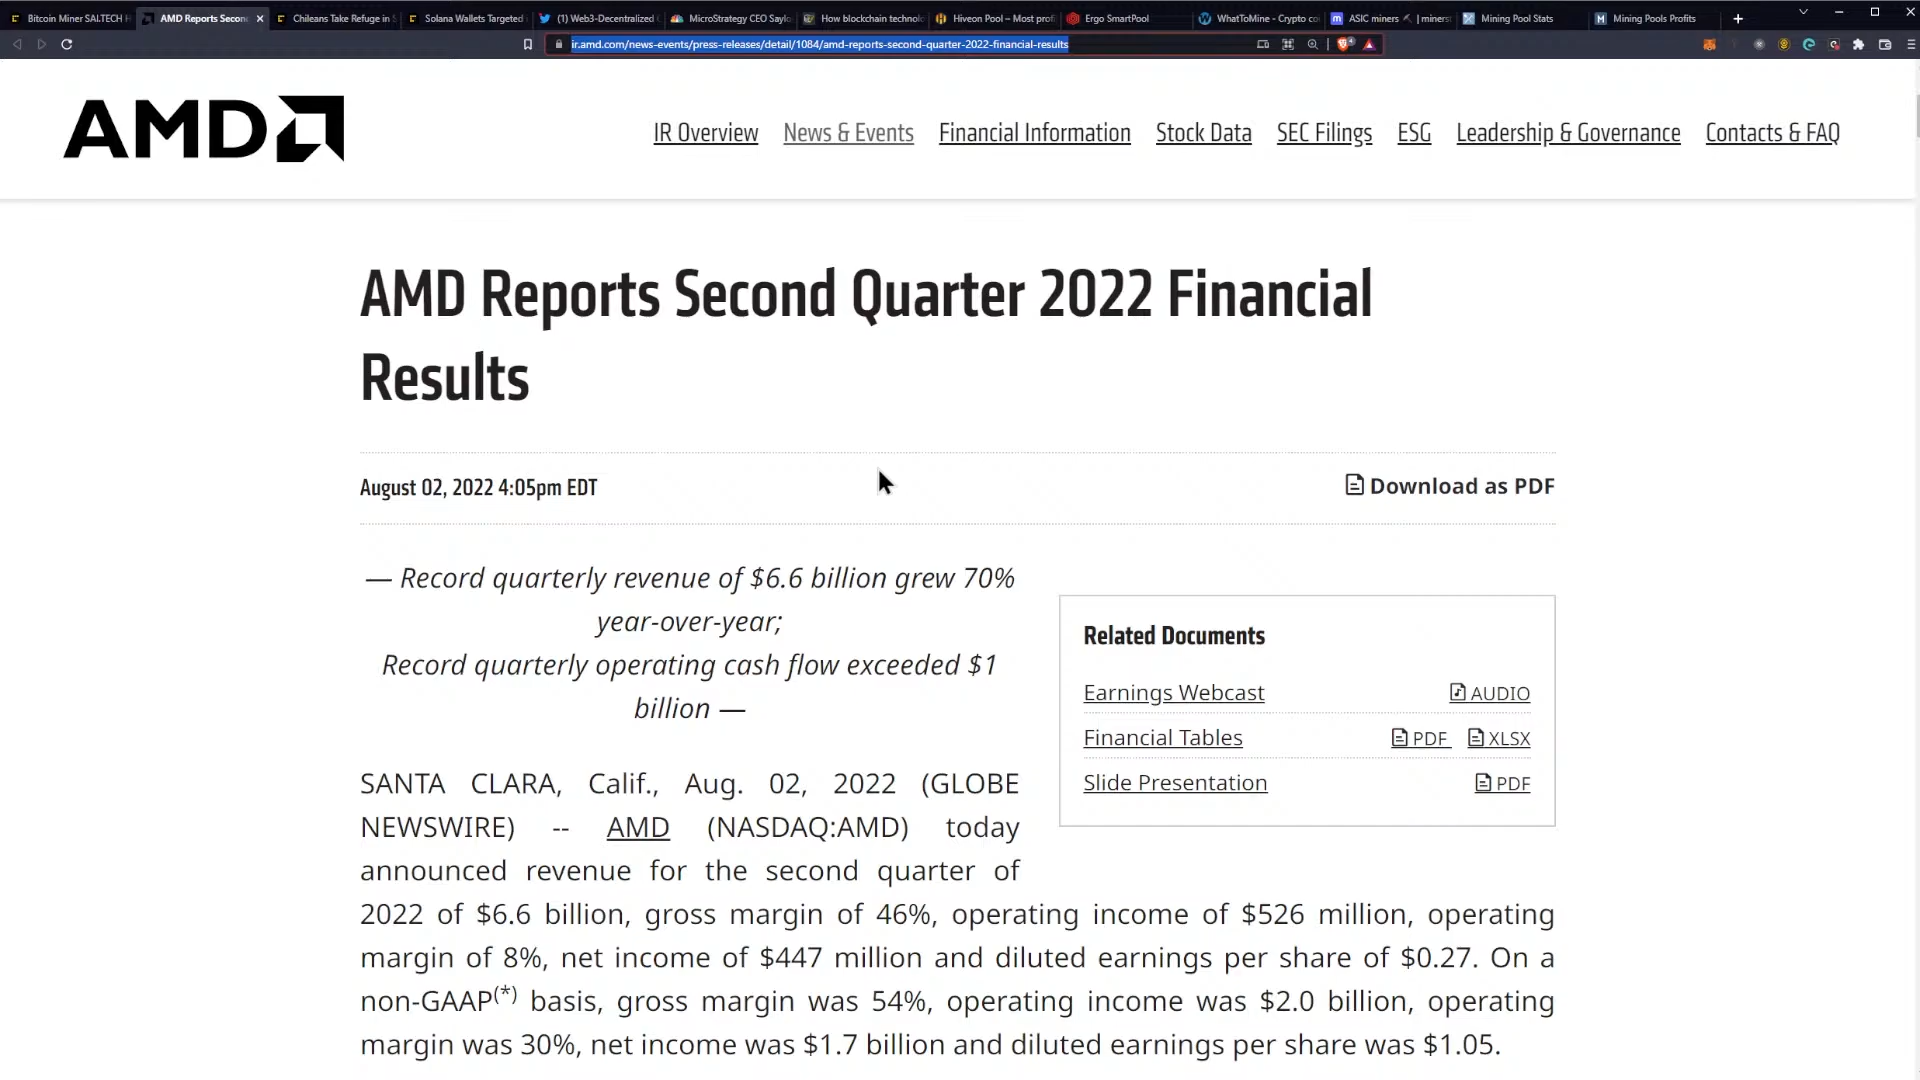 Bitcoin Miner SALTECH
AMD Reports Secon
Chileans Take Refuge in
Solana Wallets Targeted
(1) Web3-Decentralized
MicroStrategy CEO Saylo
How blockchain technolo
Hiveon Pool – Most prof
Ergo SmartPool
WhatToMine - Crypto co
ASIC miners
miners
Mining Pool Stats
Mining Pools Profits
ir.amd.com/news-events/press-releases/detail/1084/amd-reports-second-quarter-2022-financial-results
AMD
IR Overview
News & Events
Financial Information
Stock Data
SEC Filings
ESG
Leadership & Governance
Contacts & FAQ
AMD Reports Second Quarter 2022 Financial
Results
August 02, 2022 4:05pm EDT
Download as PDF
— Record quarterly revenue of $6.6 billion grew 70%
year-over-year;
Record quarterly operating cash flow exceeded $1
billion —
Related Documents
Earnings Webcast AUDIO
Financial Tables PDF XLSX
Slide Presentation PDF
SANTA CLARA, Calif., Aug. 02, 2022 (GLOBE
NEWSWIRE) -- AMD (NASDAQ:AMD) today
announced revenue for the second quarter of
2022 of $6.6 billion, gross margin of 46%, operating income of $526 million, operating
margin of 8%, net income of $447 million and diluted earnings per share of $0.27. On a
non-GAAP(*) basis, gross margin was 54%, operating income was $2.0 billion, operating
margin was 30%, net income was $1.7 billion and diluted earnings per share was $1.05.